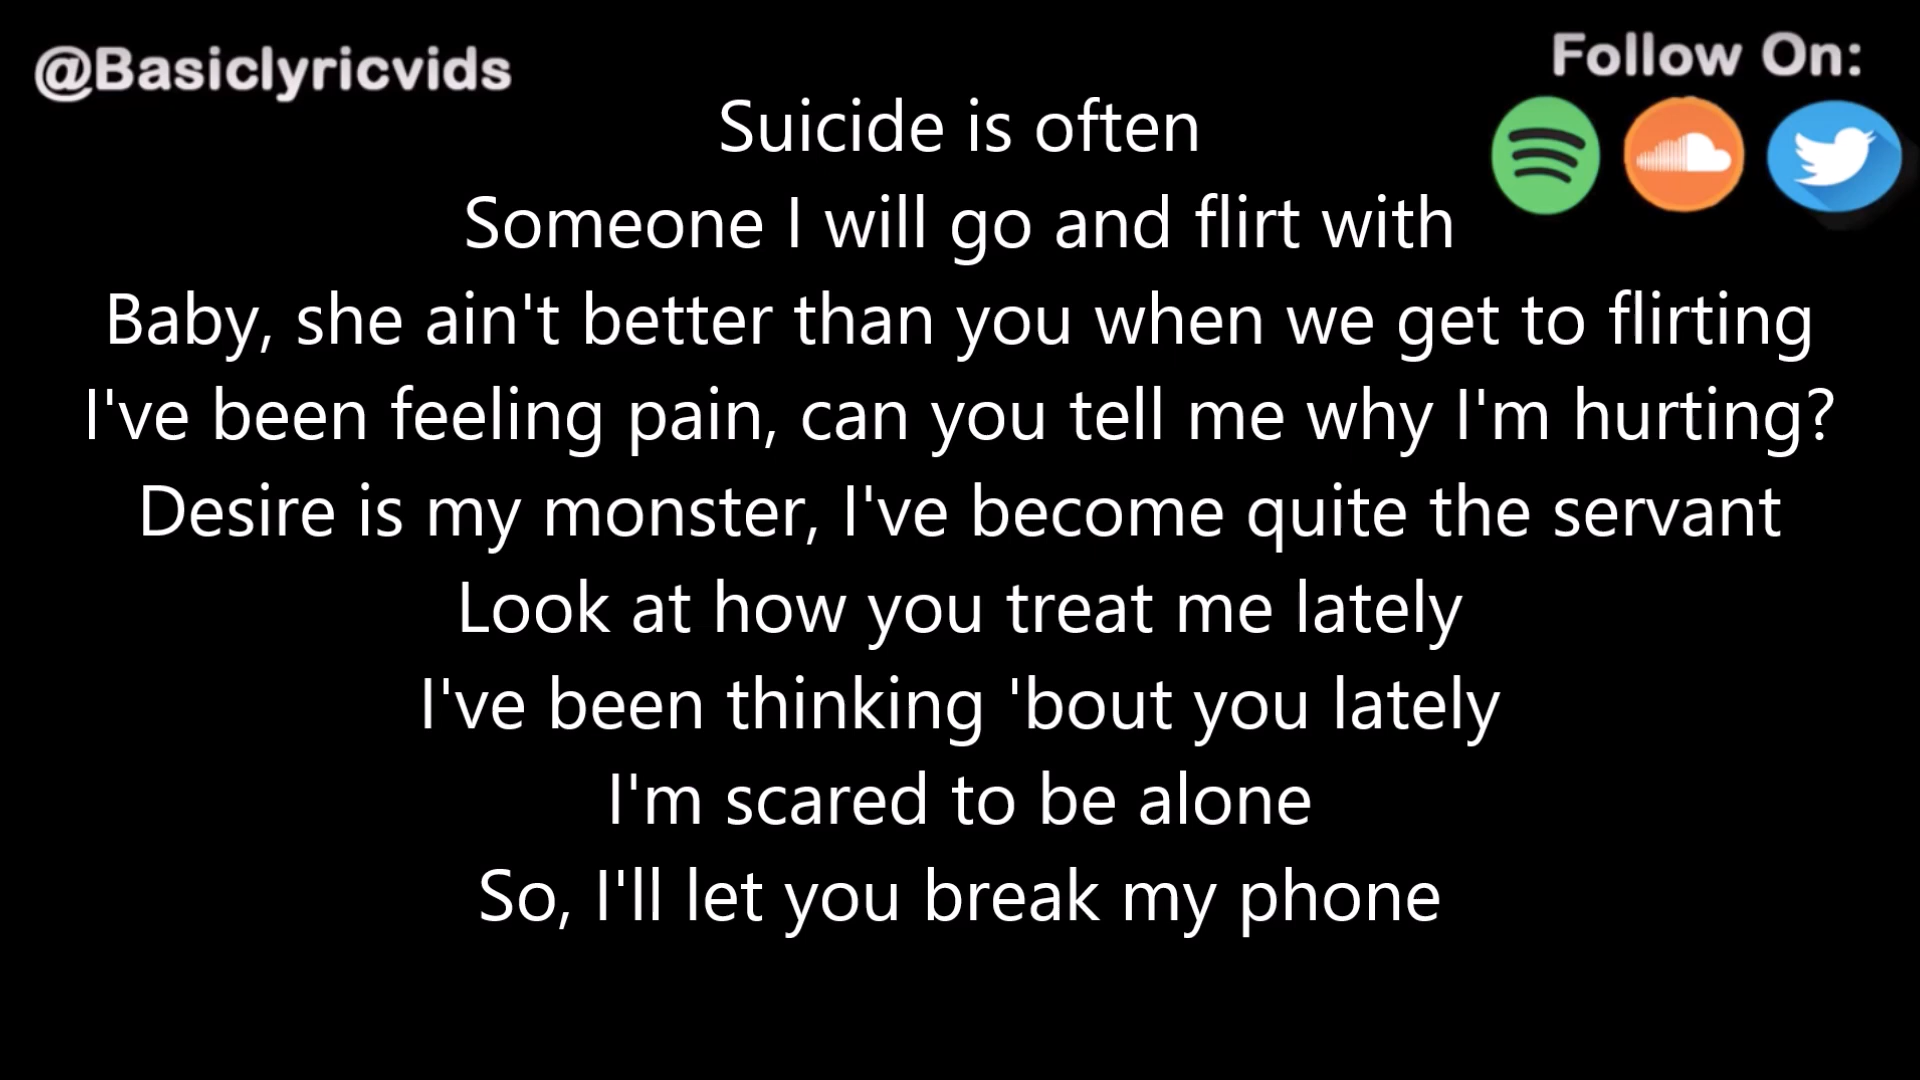 @Basiclyricvids
Follow On:
Suicide is often
Someone I will go and flirt with
Baby, she ain't better than you when we get to flirting
I've been feeling pain, can you tell me why I'm hurting?
Desire is my monster, I've become quite the servant
Look at how you treat me lately
I've been thinking 'bout you lately
I'm scared to be alone
So, I'll let you break my phone